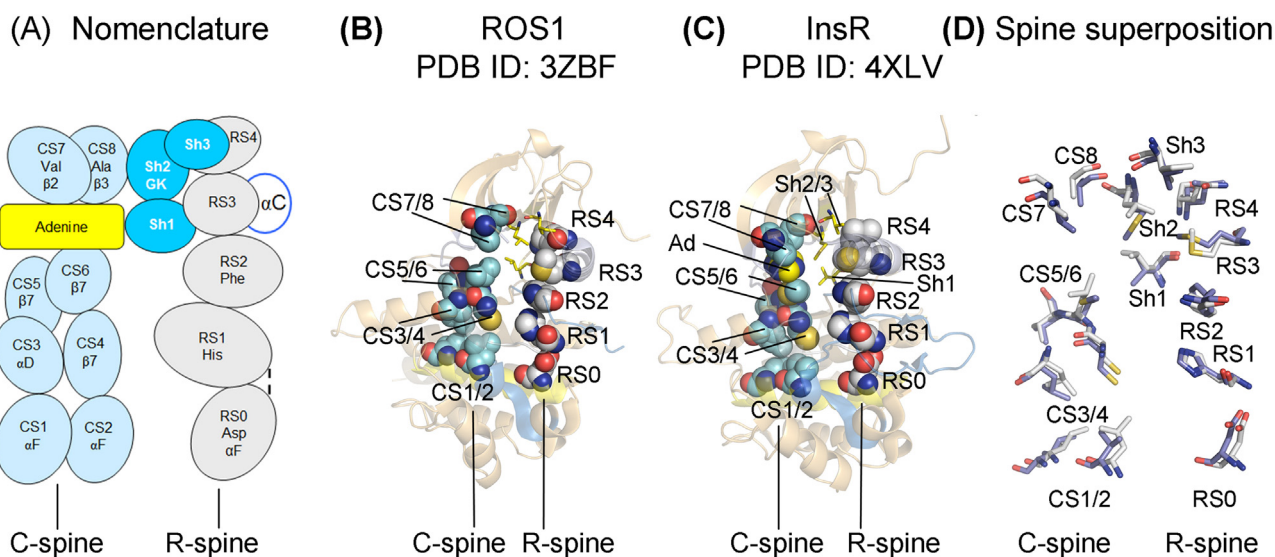 (A) Nomenclature
CS7
Val
β2
CS8
Ala
β3
Sh2
GK
Sh3
RS4
Adenine
Sh1
RS3
αC
CS5
β7
CS6
β7
RS2
Phe
CS3
αD
CS4
β7
RS1
His
CS1
αF
CS2
αF
RS0
Asp
αF
C-spine
R-spine
(B) ROS1
PDB ID: 3ZBF
CS7/8
RS4
RS3
CS5/6
RS2
CS3/4
RS1
RS0
CS1/2
C-spine R-spine
(C) InsR
PDB ID: 4XLV
Sh2/3
CS7/8
RS4
Ad
RS3
CS5/6
Sh1
RS2
CS3/4
RS1
RS0
CS1/2
C-spine R-spine
(D) Spine superposition
CS8
Sh3
CS7
Sh2
RS4
RS3
CS5/6
Sh1
RS2
RS1
CS3/4
CS1/2
RS0
C-spine
R-spine